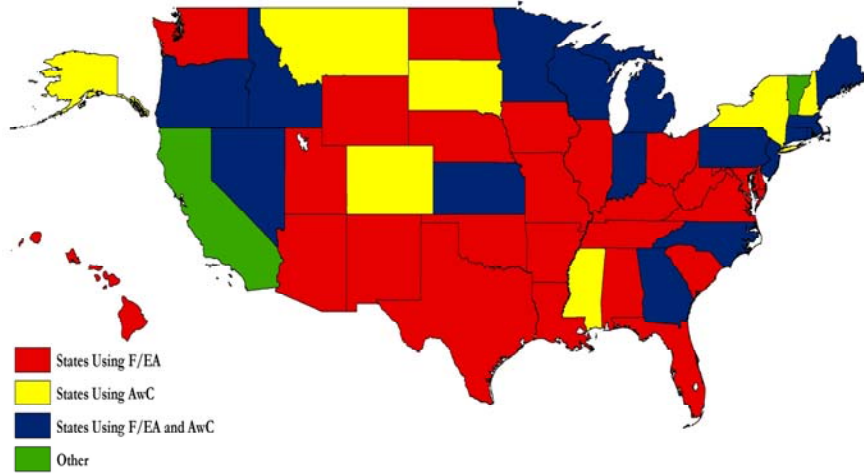 States Using F/EA
States Using AwC
States Using F/EA and AwC
Other